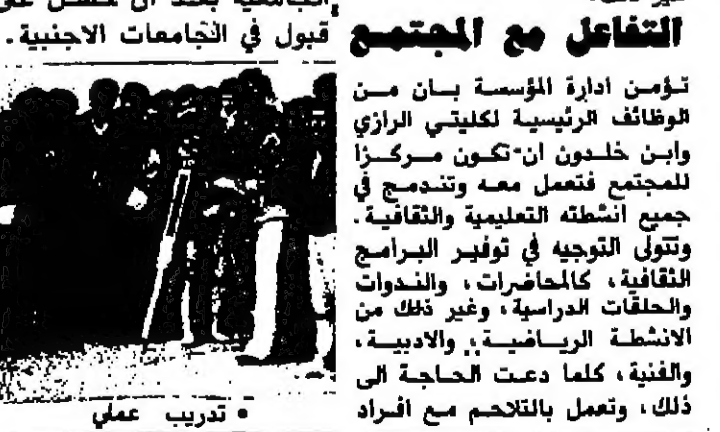 التفاعل مع المجتمع
تؤمن ادارة المؤسسة بان من
الوظائف الرئيسية لكليتي الرازي
وابن خلدون ان تكون مركزا
للمجتمع فتعمل معه وتندمج في
جميع انشطته التعليمية والثقافية .
وتتولى التوجيه في توفير البرامج
الثقافية ، كالمحاضرات ، والندوات
والحلقات الدراسية ، وغير ذلك من
الانشطة الرياضية ، والادبية ،
والفنية ، كلما دعت الحاجة الى
ذلك ، وتعمل بالتلاحم مع افراد
قبول في الجامعات الاجنبية .
• تدريب عملي